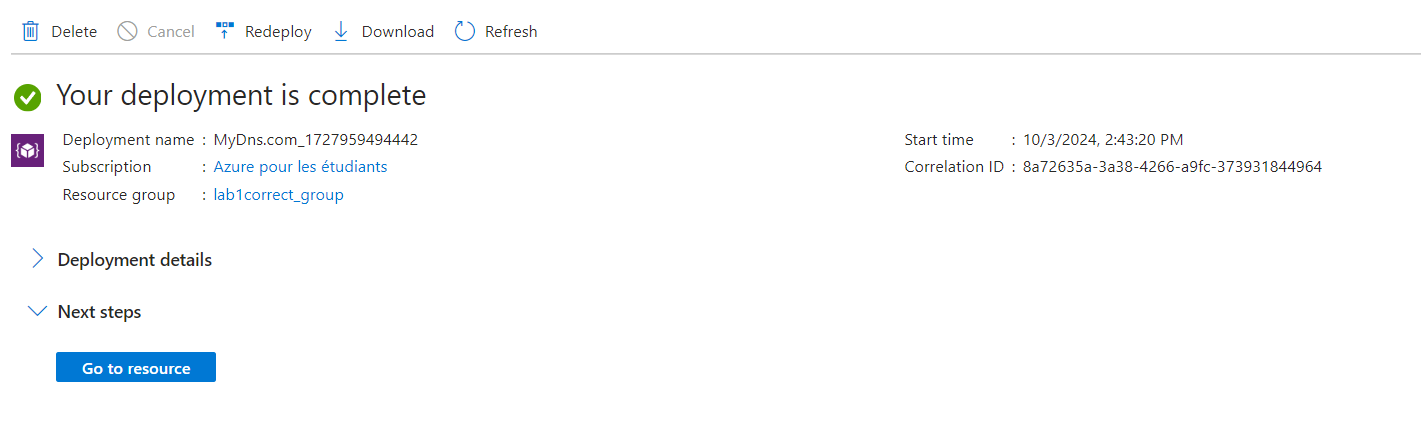 Delete Cancel Redeploy Download Refresh
Your deployment is complete
Deployment name : MyDns.com_1727959494442 Start time : 10/3/2024, 2:43:20 PM
Subscription : Azure pour les étudiants Correlation ID : 8a72635a-3a38-4266-a9fc-373931844964
Resource group : lab1correct_group
Deployment details
Next steps
Go to resource